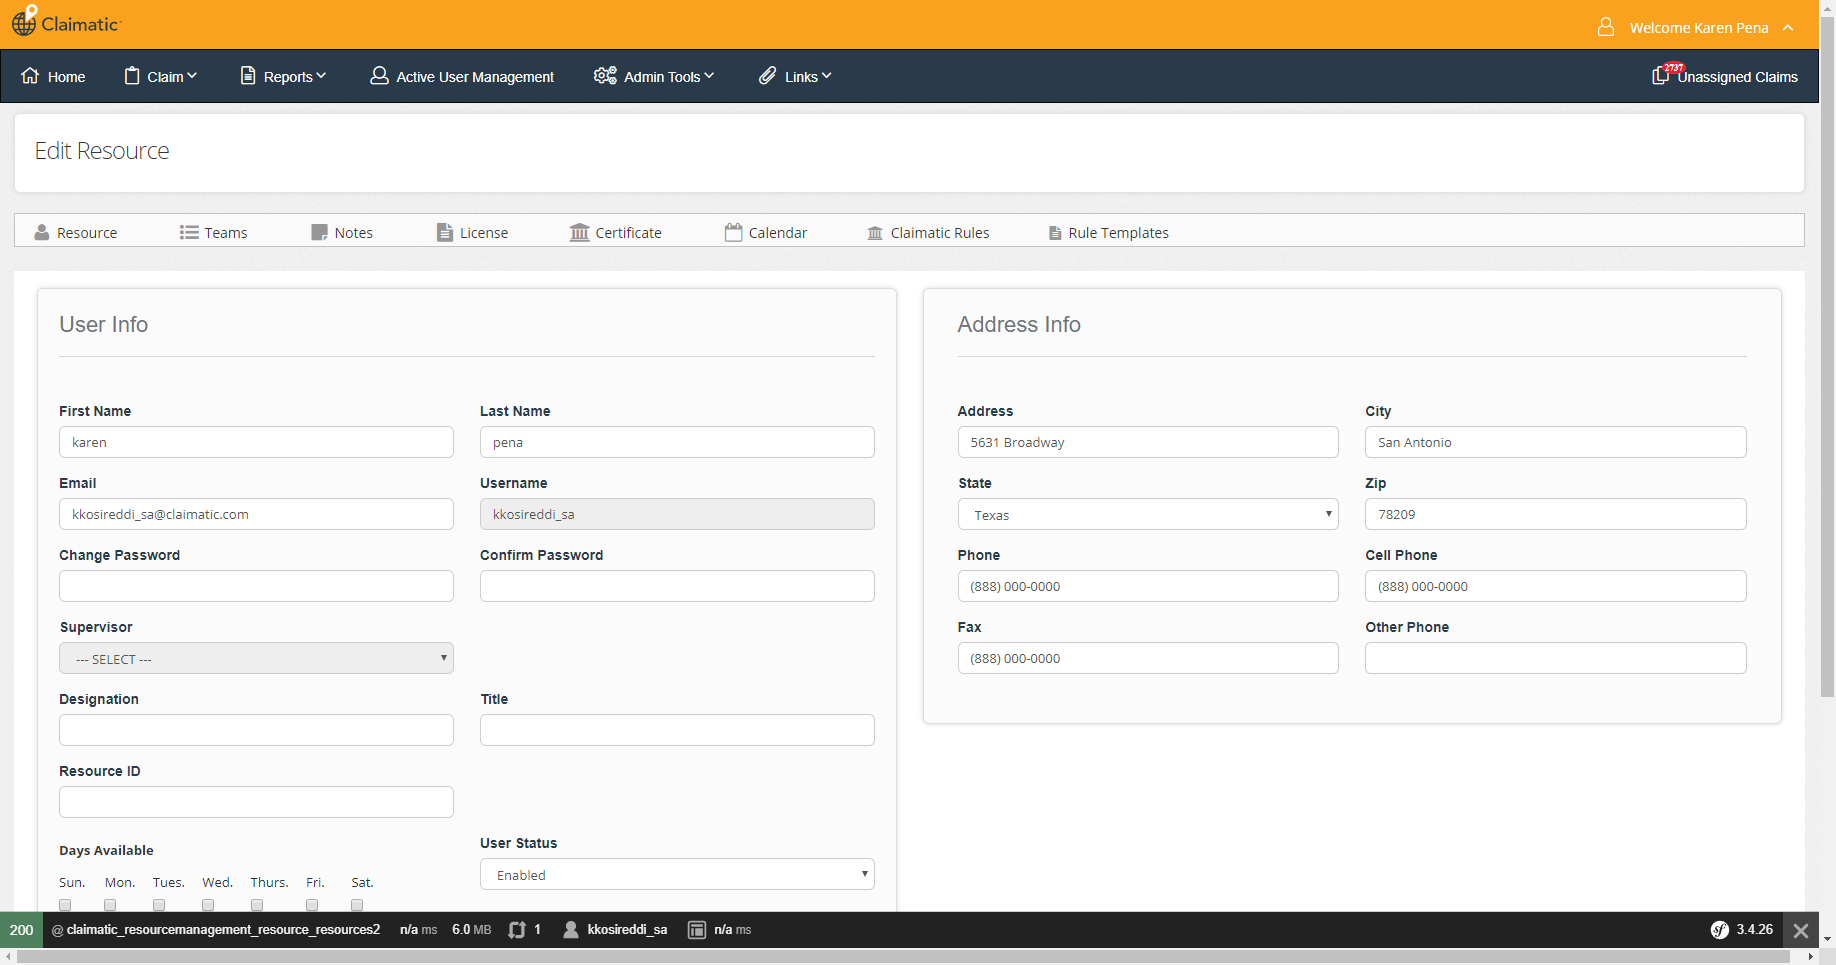 Claimatic
Welcome Karen Pena
Home
Claim
Reports
Active User Management
Admin Tools
Links
2737
Unassigned Claims
Edit Resource
Resource
Teams
Notes
License
Certificate
Calendar
Claimatic Rules
Rule Templates
User Info
First Name
Last Name
karen
pena
Email
Username
kkosireddi_sa@claimatic.com
kkosireddi_sa
Change Password
Confirm Password
Supervisor
--- SELECT ---
Designation
Title
Resource ID
Days Available
User Status
Sun. Mon. Tues. Wed. Thurs. Fri. Sat.
Enabled
Address Info
Address
City
5631 Broadway
San Antonio
State
Zip
Texas
78209
Phone
Cell Phone
(888) 000-0000
(888) 000-0000
Fax
Other Phone
(888) 000-0000
200 @ claimatic_resourcemanagement_resource_resources2 n/a ms 6.0 MB 1 kkosireddi_sa n/a ms sf 3.4.26